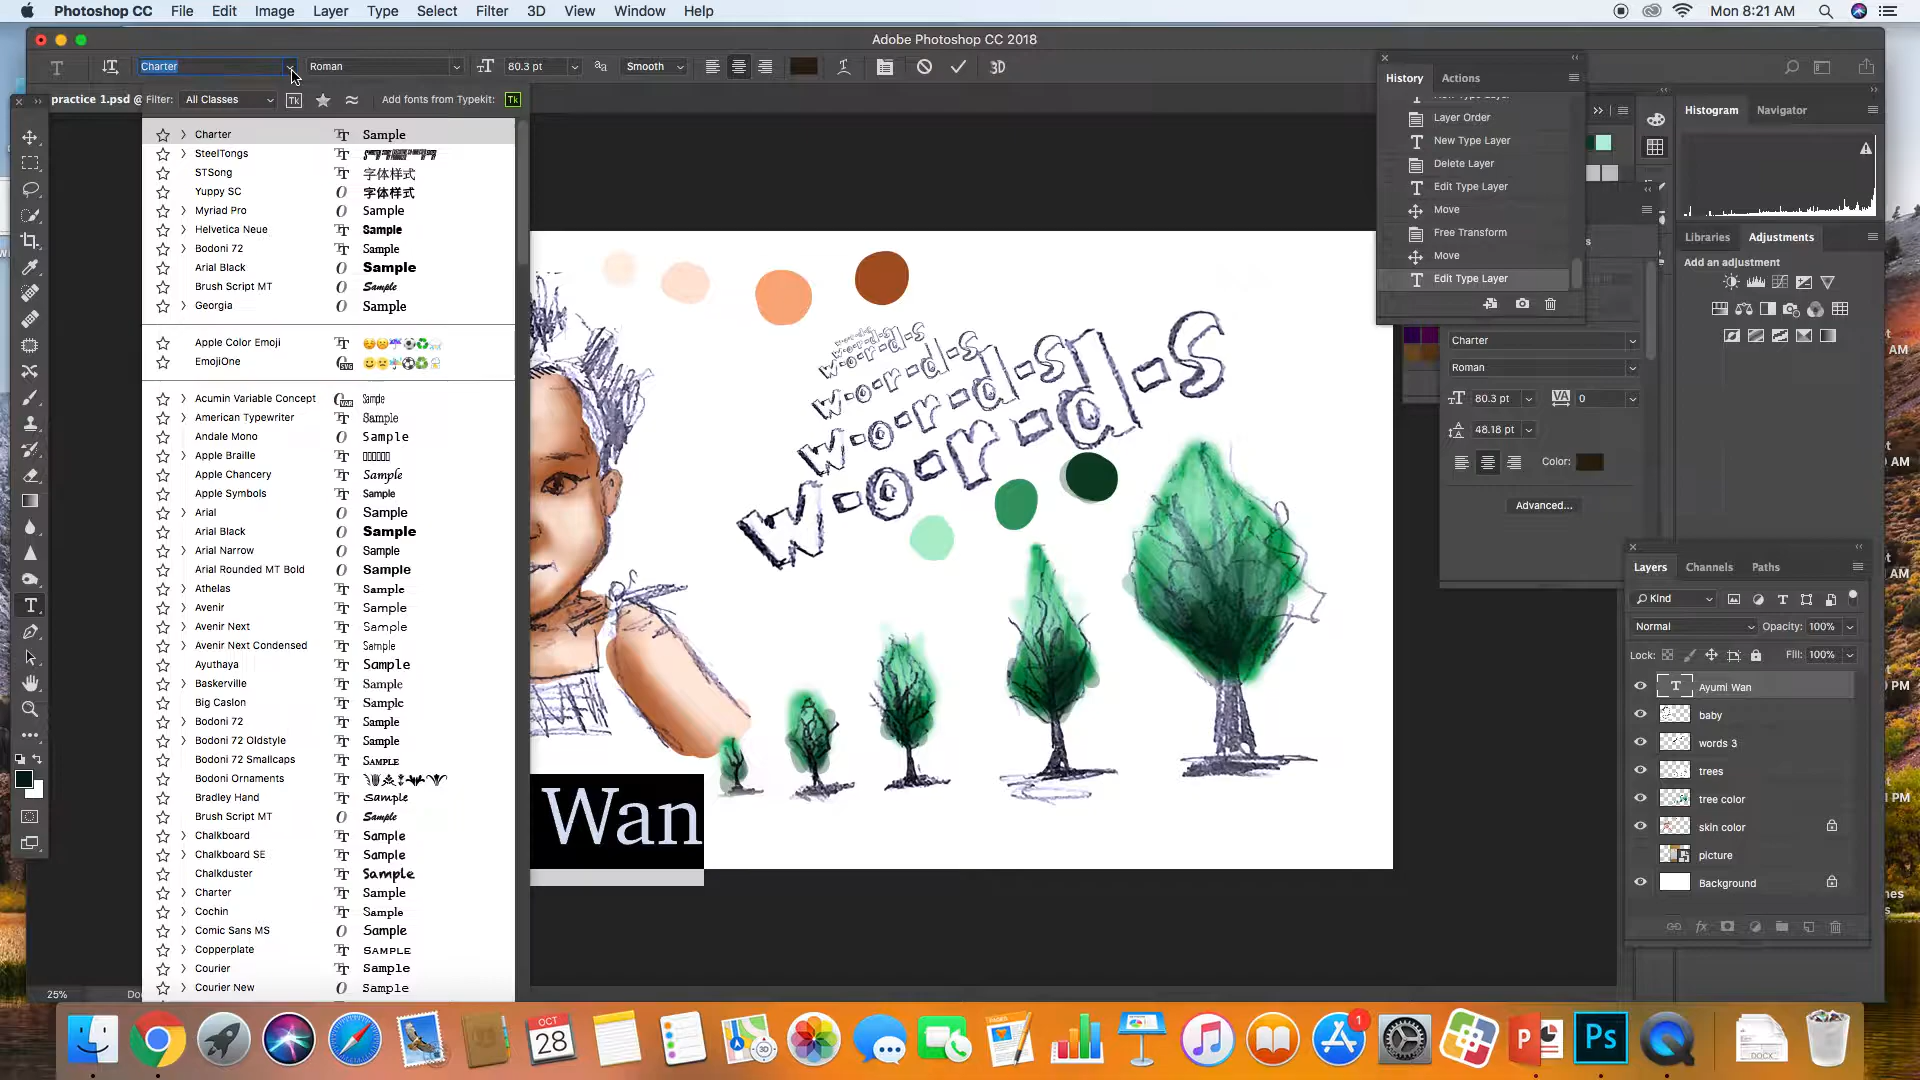 Photoshop CC File Edit Image Layer Type Select Filter 3D View Window Help
Mon 8:21 AM
Adobe Photoshop CC 2018
Charter Roman 80.3 pt Smooth 3D
practice 1.psd @ Filter: All Classes Tk Add fonts from Typekit: Tk
Charter Sample
SteelTongs
STSong 字体样式
Yuppy SC 字体样式
Myriad Pro Sample
Helvetica Neue Sample
Bodoni 72 Sample
Arial Black Sample
Brush Script MT Sample
Georgia Sample
Apple Color Emoji
EmojiOne
Acumin Variable Concept Sample
American Typewriter Sample
Andale Mono Sample
Apple Braille
Apple Chancery Sample
Apple Symbols Sample
Arial Sample
Arial Black Sample
Arial Narrow Sample
Arial Rounded MT Bold Sample
Athelas Sample
Avenir Sample
Avenir Next Sample
Avenir Next Condensed Sample
Ayuthaya Sample
Baskerville Sample
Big Caslon Sample
Bodoni 72 Sample
Bodoni 72 Oldstyle Sample
Bodoni 72 Smallcaps SAMPLE
Bodoni Ornaments
Bradley Hand Sample
Brush Script MT Sample
Chalkboard Sample
Chalkboard SE Sample
Chalkduster Sample
Charter Sample
Cochin Sample
Comic Sans MS Sample
Copperplate SAMPLE
Courier Sample
Courier New Sample
25%
w-o-r-d-s
w-o-r-d-s
w-o-r-d-s
w-o-r-d-s
w-o-r-d-s
Wan
History Actions
New Type Layer
Layer Order
New Type Layer
Delete Layer
Edit Type Layer
Move
Free Transform
Move
Edit Type Layer
Charter
Roman
80.3 pt VA 0
48.18 pt
Color:
Advanced...
Histogram Navigator
Libraries Adjustments
Add an adjustment
Layers Channels Paths
Kind
Normal Opacity: 100%
Lock: Fill: 100%
Ayumi Wan
baby
words 3
trees
tree color
skin color
picture
Background
OCT
28
1
Ps
DOCX